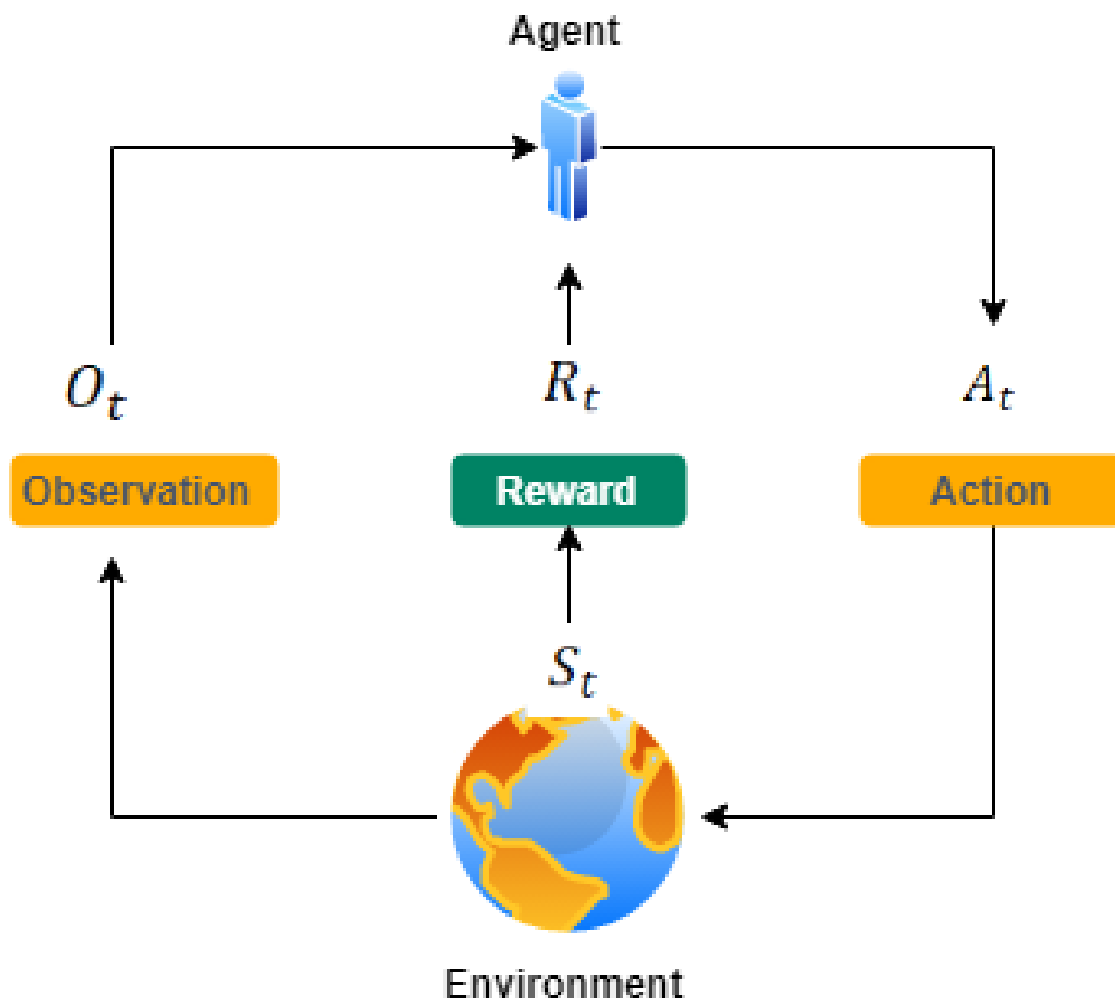 Agent
O_t
R_t
A_t
Observation
Reward
Action
S_t
Environment